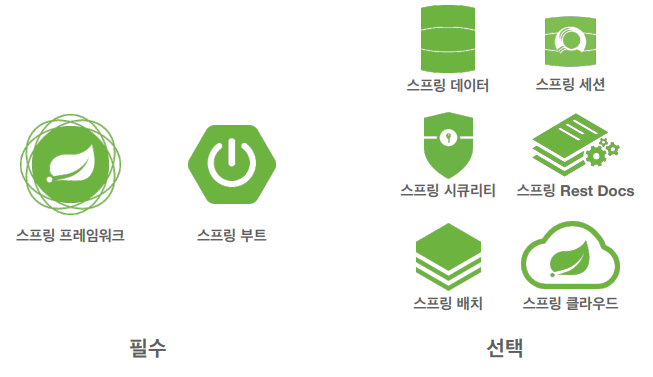 스프링 데이터
스프링 세션
스프링 시큐리티
스프링 Rest Docs
스프링 프레임워크
스프링 부트
스프링 배치
스프링 클라우드
필수
선택